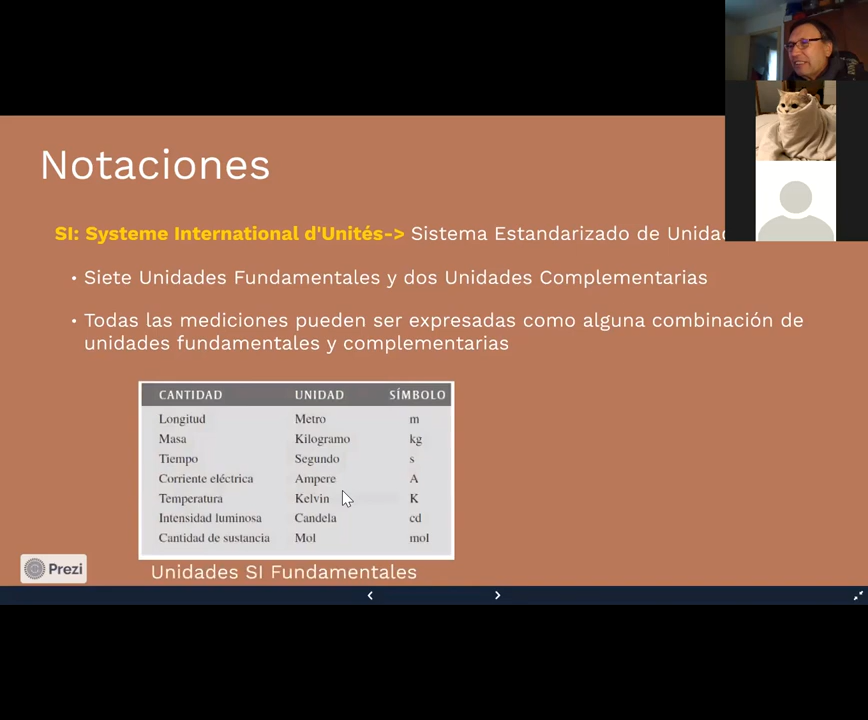 Notaciones
SI: Systeme International d'Unités-> Sistema Estandarizado de
• Siete Unidades Fundamentales y dos Unidades Complementarias
• Todas las mediciones pueden ser expresadas como alguna combinación de
unidades fundamentales y complementarias
CANTIDAD UNIDAD SÍMBOLO
Longitud Metro m
Masa Kilogramo kg
Tiempo Segundo s
Corriente eléctrica Ampere A
Temperatura Kelvin K
Intensidad luminosa Candela cd
Cantidad de sustancia Mol mol
Prezi
Unidades SI Fundamentales